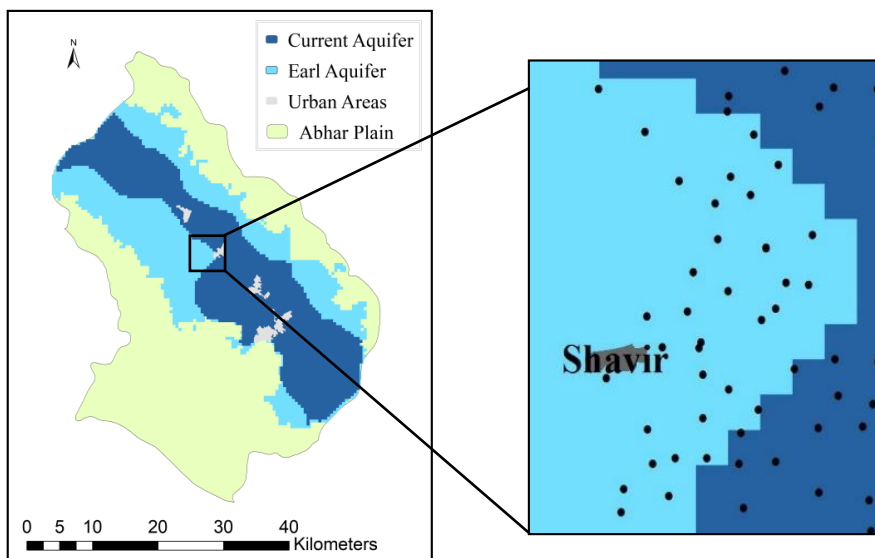 N
Current Aquifer
Earl Aquifer
Urban Areas
Abhar Plain
Shavir
0 5 10 20 30 40
Kilometers